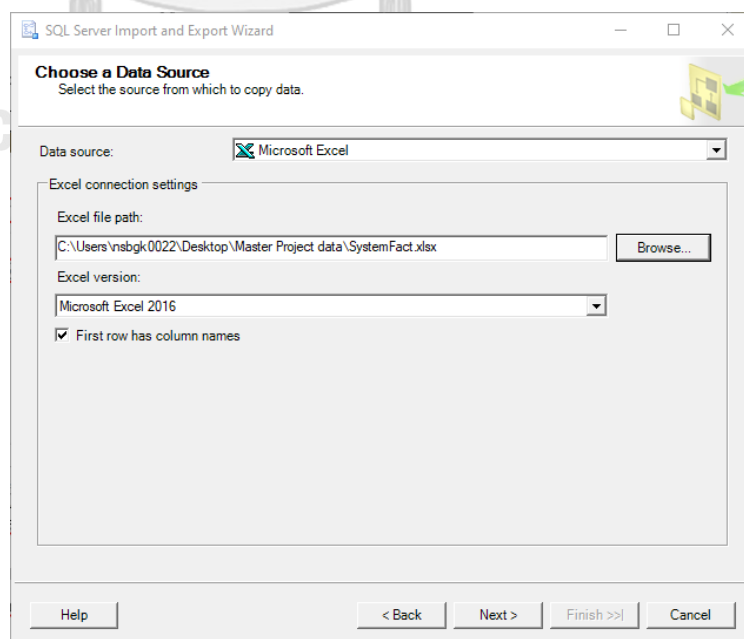 SQL Server Import and Export Wizard
Choose a Data Source
Select the source from which to copy data.
Data source:
Microsoft Excel
Excel connection settings
Excel file path:
C:\Users\nsbgk0022\Desktop\Master Project data\SystemFact.xlsx
Browse...
Excel version:
Microsoft Excel 2016
First row has column names
Help
< Back
Next >
Finish >>|
Cancel